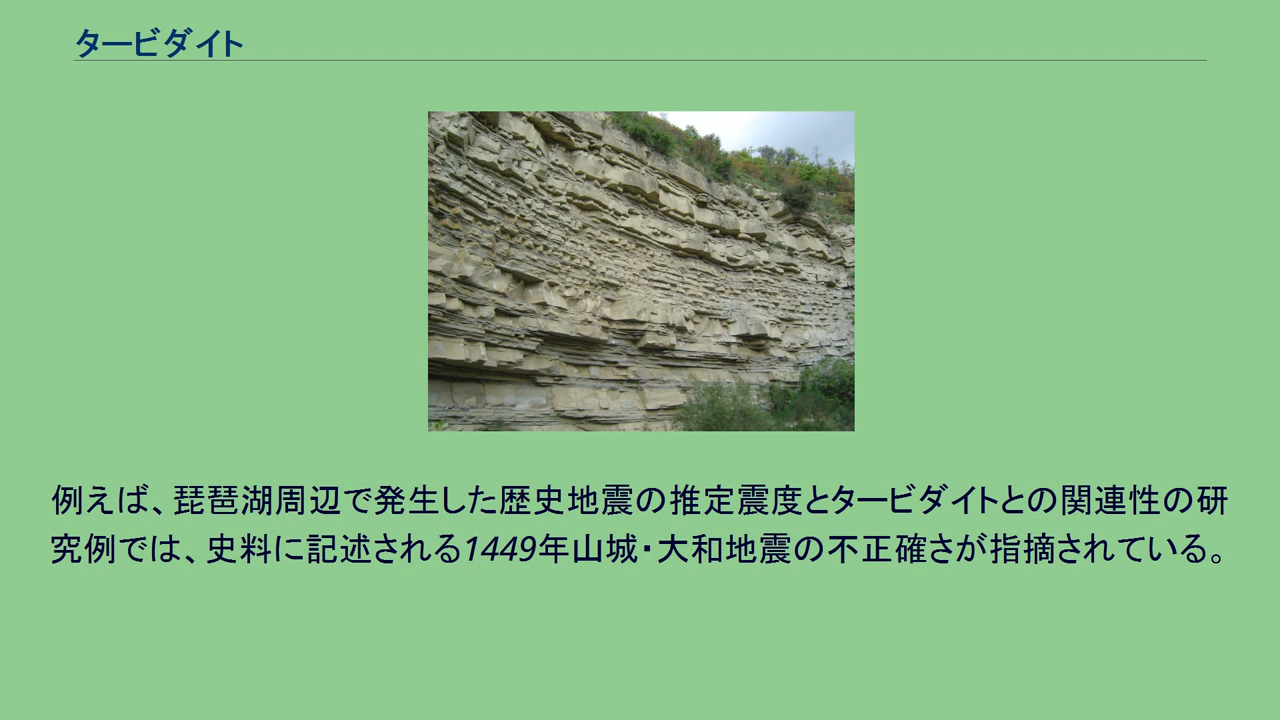 タービダイト
例えば、琵琶湖周辺で発生した歴史地震の推定震度とタービダイトとの関連性の研
究例では、史料に記述される1449年山城・大和地震の不正確さが指摘されている。